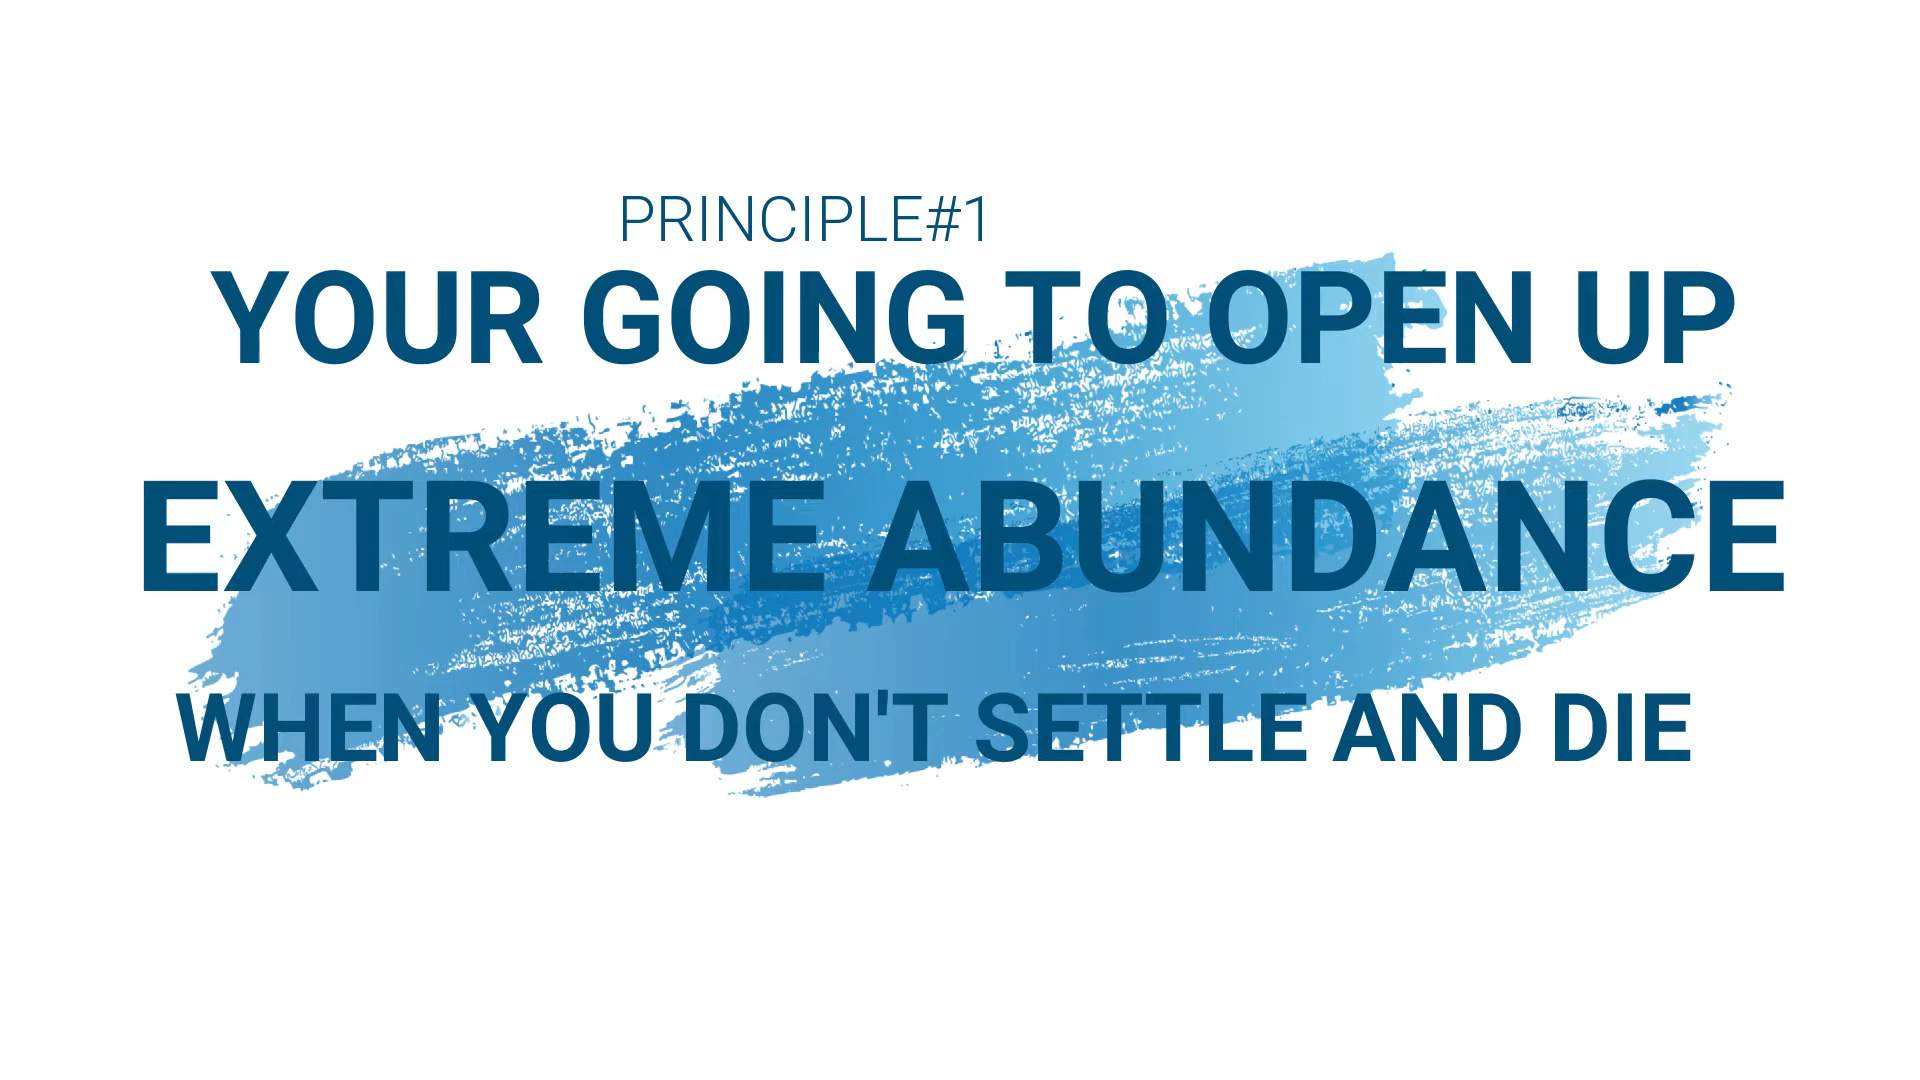 PRINCIPLE#1
YOUR GOING TO OPEN UP
EXTREME ABUNDANCE
WHEN YOU DON'T SETTLE AND DIE